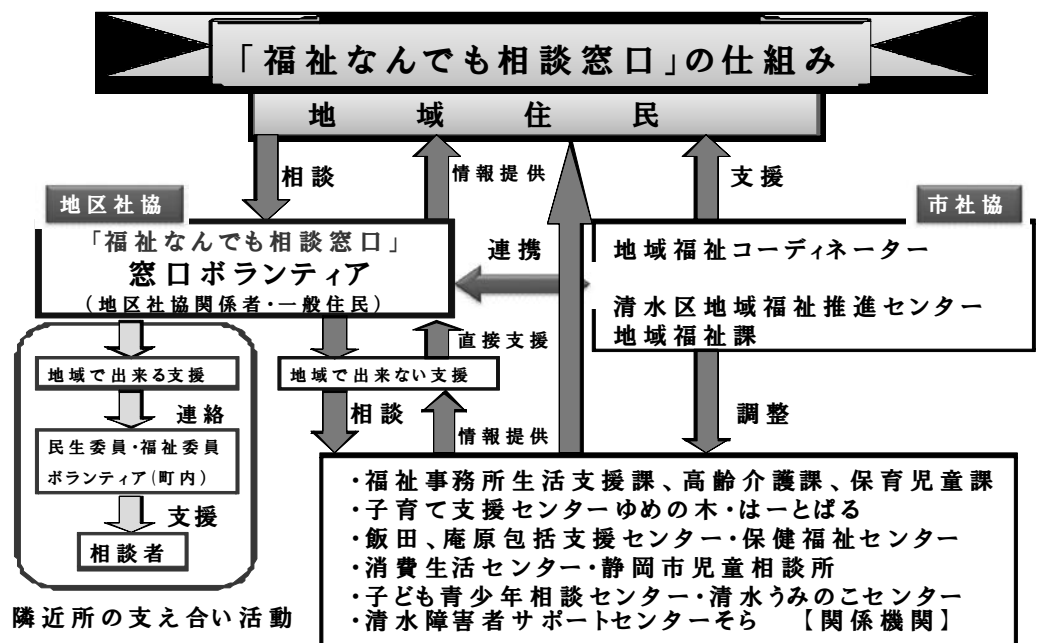 「福祉なんでも相談窓口」の仕組み
地域住民
相談
情報提供
支援
地区社協
市社協
「福祉なんでも相談窓口」
窓口ボランティア
(地区社協関係者・一般住民)
連携
地域福祉コーディネーター
清水区地域福祉推進センター
地域福祉課
直接支援
地域で出来る支援
地域で出来ない支援
連絡
相談
情報提供
調整
民生委員・福祉委員
ボランティア(町内)
支援
相談者
隣近所の支え合い活動
・福祉事務所生活支援課、高齢介護課、保育児童課
・子育て支援センターゆめの木・はーとぱる
・飯田、庵原包括支援センター・保健福祉センター
・消費生活センター・静岡市児童相談所
・子ども青少年相談センター・清水うみのこセンター
・清水障害者サポートセンターそら 【関係機関】